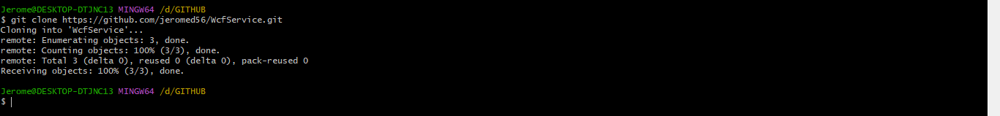 Jerome@DESKTOP-DTJNC13 MINGW64 /d/GITHUB
$ git clone https://github.com/jeromed56/WcfService.git
Cloning into 'WcfService'...
remote: Enumerating objects: 3, done.
remote: Counting objects: 100% (3/3), done.
remote: Total 3 (delta 0), reused 0 (delta 0), pack-reused 0
Receiving objects: 100% (3/3), done.
Jerome@DESKTOP-DTJNC13 MINGW64 /d/GITHUB
$